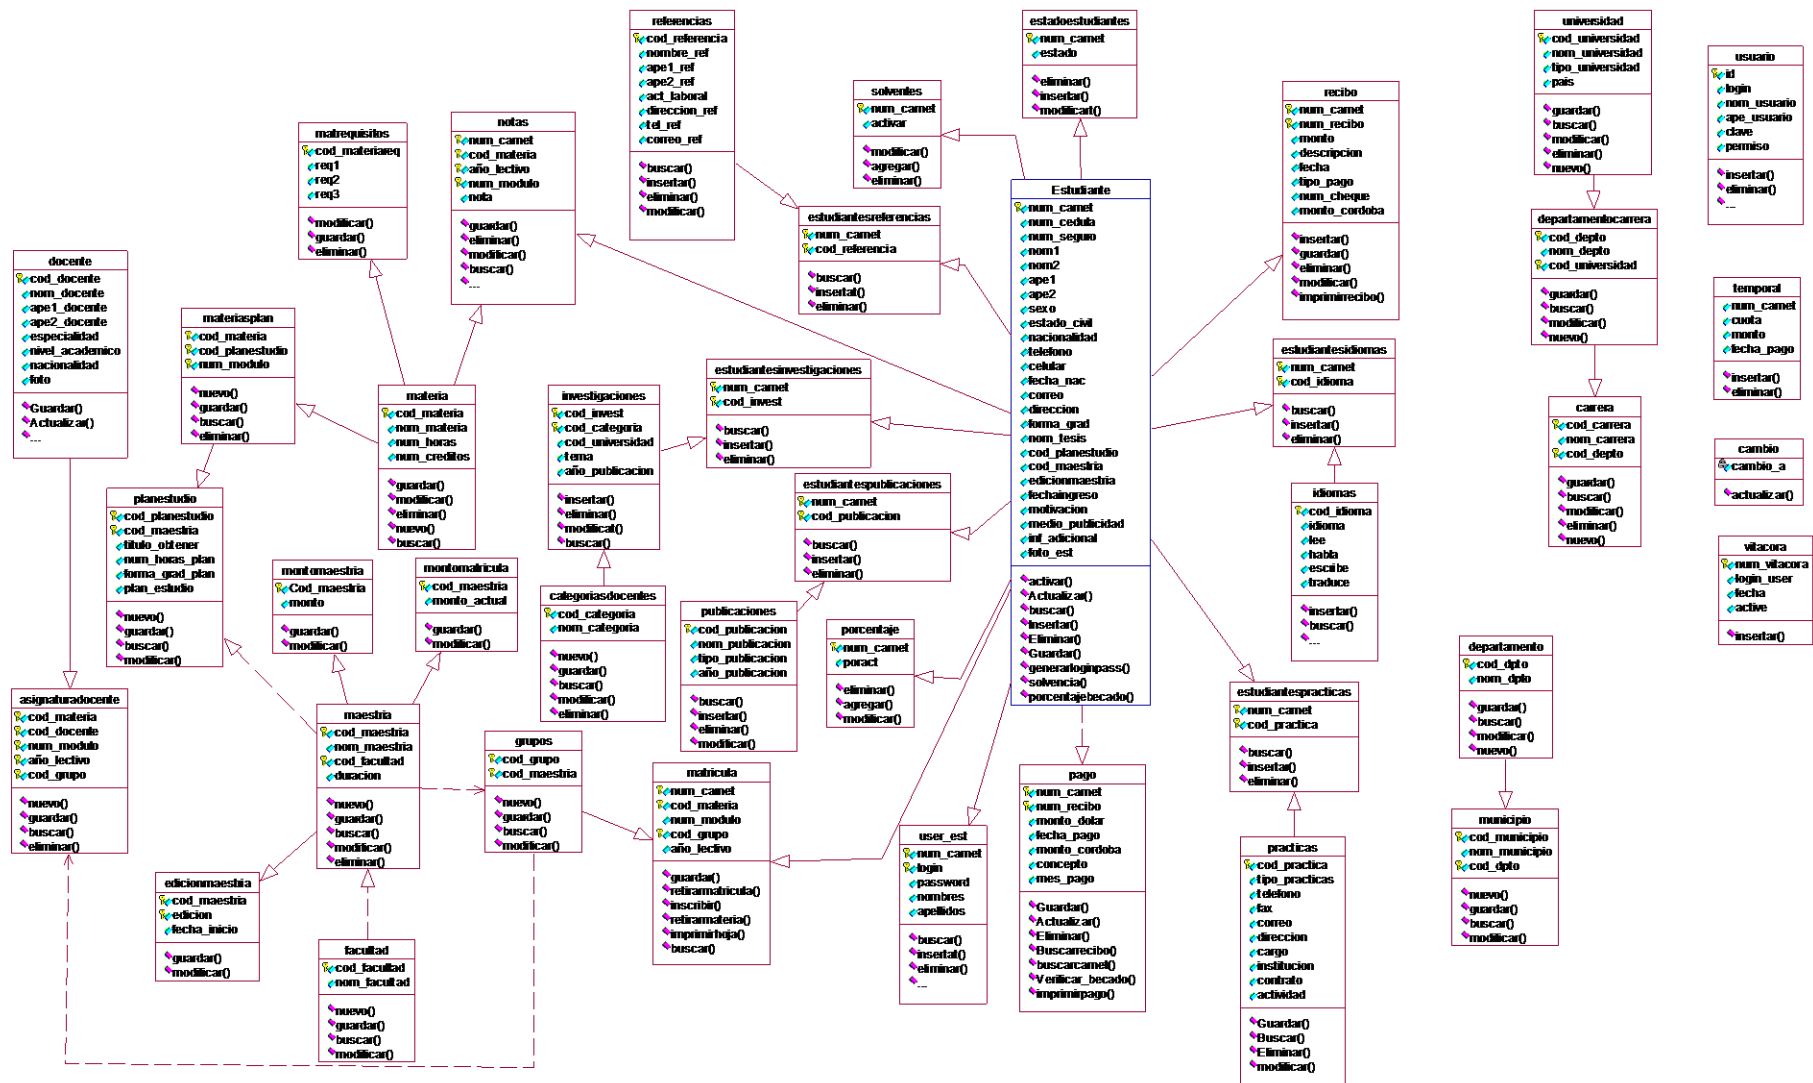 referencias
cod_referencia
nombre_ref
ape1_ref
ape2_ref
act_laboral
direccion_ref
tel_ref
correo_ref
buscar()
insertar()
eliminar()
modificar()
estadoestudiantes
num_carnet
estado
eliminar()
insertar()
modificart()
universidad
cod_universidad
nom_universidad
tipo_universidad
pais
guardar()
buscar()
modificar()
eliminar()
nuevo()
usuario
id
login
nom_usuario
ape_usuario
clave
permiso
insertar()
eliminar()
...
solventes
num_carnet
activar
modificar()
agregar()
eliminar()
recibo
num_carnet
num_recibo
monto
descripcion
fecha
tipo_pago
num_cheque
monto_cordoba
insertar()
guardar()
eliminar()
modificar()
imprimirrecibo()
matrequisitos
cod_materiareq
req1
req2
req3
modificar()
guardar()
eliminar()
notas
num_carnet
cod_materia
año_lectivo
num_modulo
nota
guardar()
eliminar()
modificar()
buscar()
...
Estudiante
num_carnet
num_cedula
num_seguro
nom1
nom2
ape1
ape2
sexo
estado_civil
nacionalidad
telefono
celular
fecha_nac
correo
direccion
forma_grad
nom_tesis
cod_planestudio
cod_maestria
edicionmaestria
fechaingreso
motivacion
medio_publicidad
inf_adicional
foto_est
activar()
Actualizar()
buscar()
Insertar()
Eliminar()
Guardar()
generarloginpass()
solvencia()
porcentajebecado()
estudiantesreferencias
num_carnet
cod_referencia
buscar()
insertat()
eliminar()
departamentocarrera
cod_depto
nom_depto
cod_universidad
guardar()
buscar()
modificar()
nuevo()
docente
cod_docente
nom_docente
ape1_docente
ape2_docente
especialidad
nivel_academico
nacionalidad
foto
Guardar()
Actualizar()
...
temporal
num_carnet
cuota
monto
fecha_pago
insertar()
eliminar()
materiasplan
cod_materia
cod_planestudio
num_modulo
nuevo()
guardar()
buscar()
eliminar()
estudiantesidiomas
num_carnet
cod_idioma
buscar()
insertar()
eliminar()
estudiantesinvestigaciones
num_carnet
cod_invest
buscar()
insertar()
eliminar()
materia
cod_materia
nom_materia
num_horas
num_creditos
guardar()
modificar()
eliminar()
nuevo()
buscar()
investigaciones
cod_invest
cod_categoria
cod_universidad
tema
año_publicacion
insertar()
eliminar()
modificat()
buscar()
carrera
cod_carrera
nom_carrera
cod_depto
guardar()
buscar()
modificar()
eliminar()
nuevo()
cambio
cambio_a
actualizar()
estudiantespublicaciones
num_carnet
cod_publicacion
buscar()
insertar()
eliminar()
idiomas
cod_idioma
idioma
lee
habla
escribe
traduce
insertar()
buscar()
...
planestudio
cod_planestudio
cod_maestria
titulo_obtener
num_horas_plan
forma_grad_plan
plan_estudio
nuevo()
guardar()
buscar()
modificar()
vitacora
num_vitacora
login_user
fecha
active
insertar()
montomaestria
Cod_maestria
monto
guardar()
modificar()
montomatricula
cod_maestria
monto_actual
guardar()
modificar()
categoriasdocentes
cod_categoria
nom_categoria
nuevo()
guardar()
buscar()
modificar()
eliminar()
publicaciones
cod_publicacion
nom_publicacion
tipo_publicacion
año_publicacion
buscar()
insertar()
eliminar()
modificar()
porcentaje
num_carnet
poract
eliminar()
agregar()
modificar()
departamento
cod_dpto
nom_dpto
guardar()
buscar()
modificar()
nuevo()
estudiantespracticas
num_carnet
cod_practica
buscar()
insertar()
eliminar()
asignaturadocente
cod_materia
cod_docente
num_modulo
año_lectivo
cod_grupo
nuevo()
guardar()
buscar()
eliminar()
maestria
cod_maestria
nom_maestria
cod_facultad
duracion
nuevo()
guardar()
buscar()
modificar()
eliminar()
grupos
cod_grupo
cod_maestria
nuevo()
guardar()
buscar()
modificar()
matricula
num_carnet
cod_materia
num_modulo
cod_grupo
año_lectivo
guardar()
retirarmatricula()
inscribir()
retirarmateria()
imprimirhoja()
buscar()
pago
num_carnet
num_recibo
monto_dolar
fecha_pago
monto_cordoba
concepto
mes_pago
Guardar()
Actualizar()
Eliminar()
Buscarrecibo()
buscarcarnet()
Verificar_becado()
imprimirpago()
municipio
cod_municipio
nom_municipio
cod_dpto
nuevo()
guardar()
buscar()
modificar()
user_est
num_carnet
login
password
nombres
apellidos
buscar()
insertat()
eliminar()
...
practicas
cod_practica
tipo_practicas
telefono
fax
correo
direccion
cargo
institucion
contrato
actividad
Guardar()
Buscar()
Eliminar()
modificar()
edicionmaestria
cod_maestria
edicion
fecha_inicio
guardar()
modificar()
facultad
cod_facultad
nom_facultad
nuevo()
guardar()
buscar()
modificar()